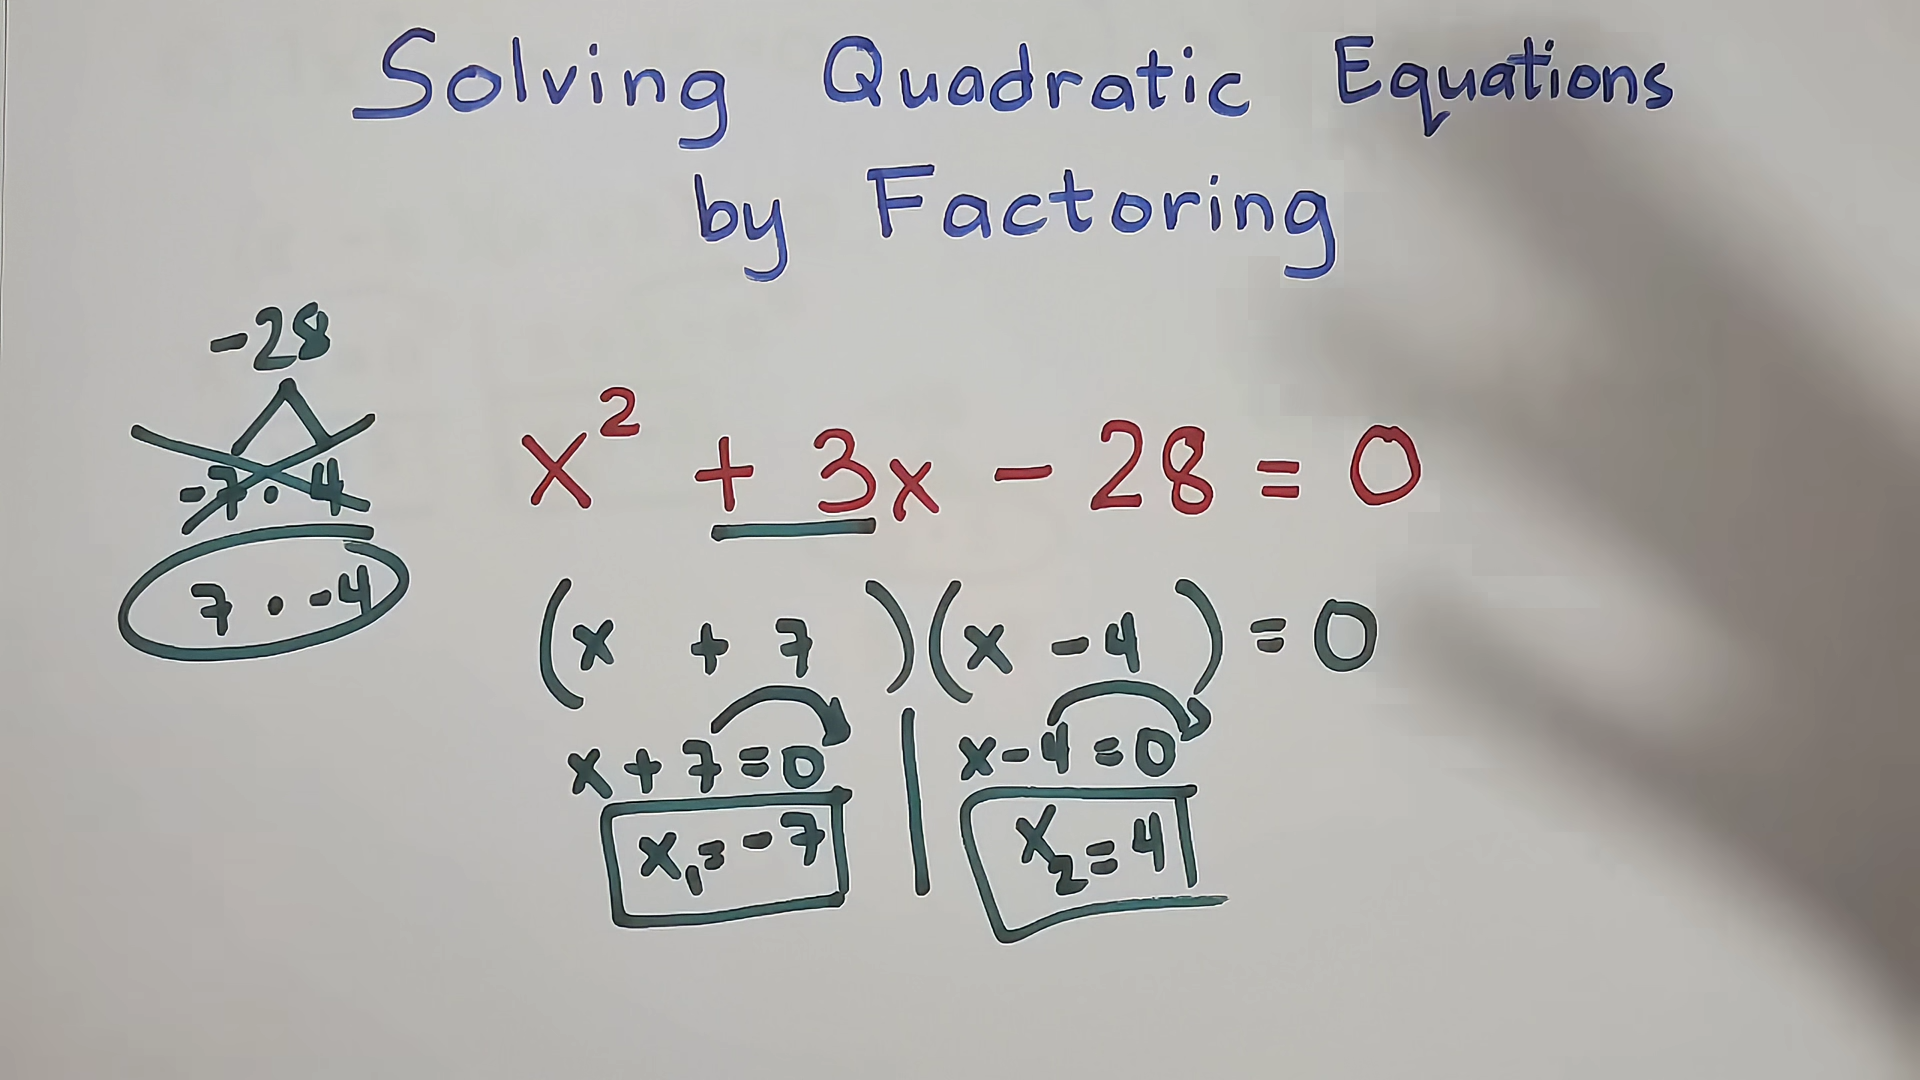 Solving Quadratic Equations
by Factoring
-28
-7 · 4
7 · -4
x² + 3x - 28 = 0
(x + 7)(x - 4) = 0
x + 7 = 0
x₁ = -7
x - 4 = 0
x₂ = 4